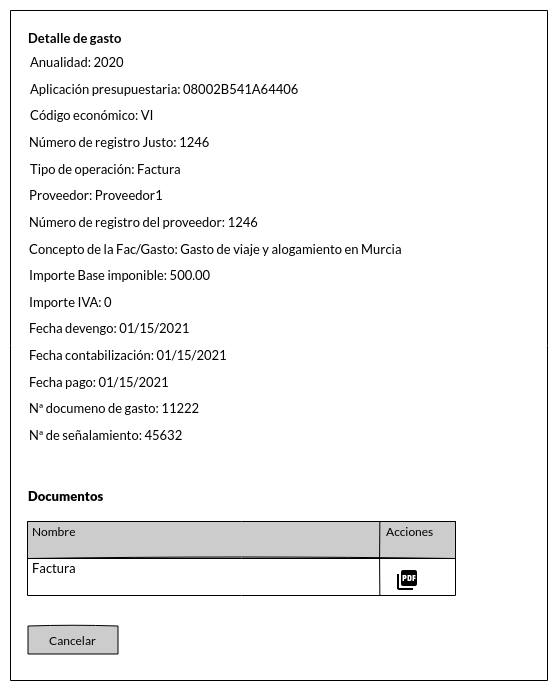 Detalle de gasto
Anualidad: 2020
Aplicación presupuestaria: 08002B541A64406
Código económico: VI
Número de registro Justo: 1246
Tipo de operación: Factura
Proveedor: Proveedor1
Número de registro del proveedor: 1246
Concepto de la Fac/Gasto: Gasto de viaje y alogamiento en Murcia
Importe Base imponible: 500.00
Importe IVA: 0
Fecha devengo: 01/15/2021
Fecha contabilización: 01/15/2021
Fecha pago: 01/15/2021
Nª documeno de gasto: 11222
Nª de señalamiento: 45632
Documentos
Nombre Acciones
Factura PDF
Cancelar